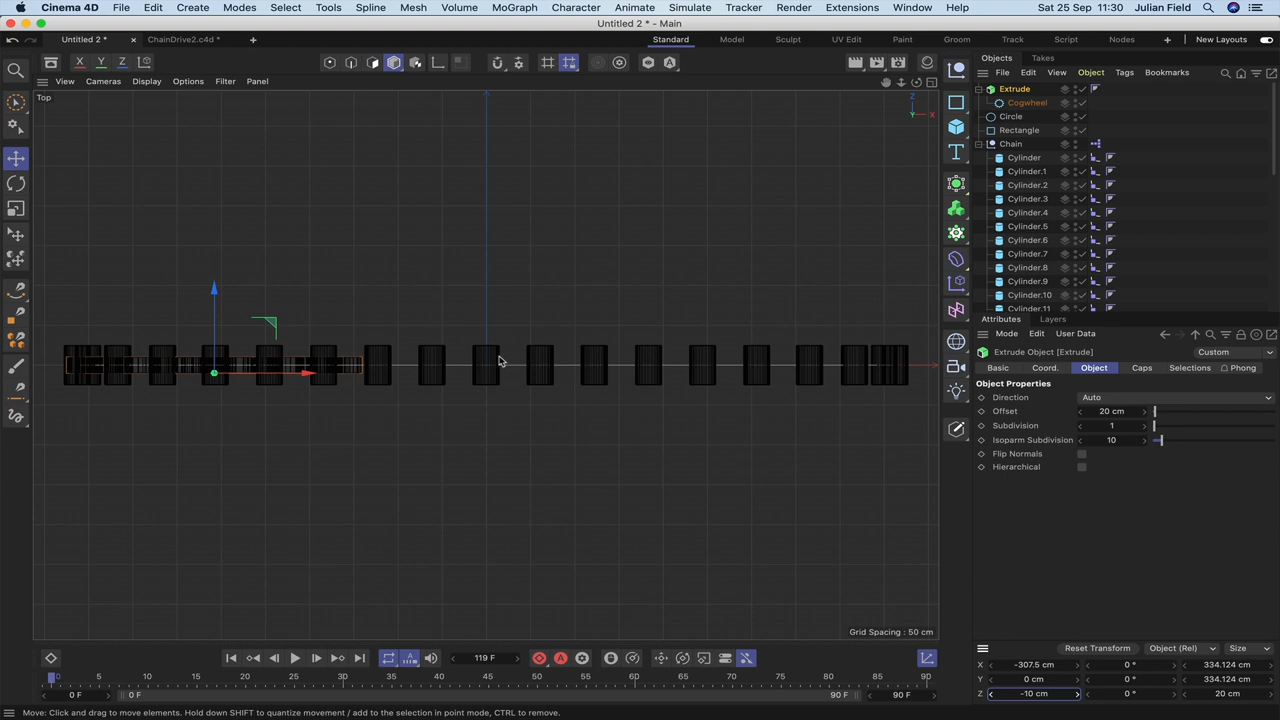 Cinema 4D File Edit Create Modes Select Tools Spline Mesh Volume MoGraph Character Animate Simulate Tracker Render Extensions Window Help Sat 25 Sep 11:30 Julian Field
Untitled 2 * - Main
Untitled 2 * ChainDrive2.c4d * Standard Model Sculpt UV Edit Paint Groom Track Script Nodes New Layouts
Objects Takes
File Edit View Object Tags Bookmarks
View Cameras Display Options Filter Panel
Top
Z
X
Y
Extrude
Cogwheel
Circle
Rectangle
Chain
Cylinder
Cylinder.1
Cylinder.2
Cylinder.3
Cylinder.4
Cylinder.5
Cylinder.6
Cylinder.7
Cylinder.8
Cylinder.9
Cylinder.10
Cylinder.11
Attributes Layers
Mode Edit User Data
Extrude Object [Extrude] Custom
Basic Coord. Object Caps Selections Phong
Object Properties
Direction Auto
Offset 20 cm
Subdivision 1
Isoparm Subdivision 10
Flip Normals
Hierarchical
Grid Spacing : 50 cm
119 F
0 5 10 15 20 25 30 35 40 45 50 55 60 65 70 75 80 85 90
0 F 0 F 90 F 90 F
Reset Transform Object (Rel) Size
X -307.5 cm 0 ° 334.124 cm
Y 0 cm 0 ° 334.124 cm
Z -10 cm 0 ° 20 cm
Move: Click and drag to move elements. Hold down SHIFT to quantize movement / add to the selection in point mode, CTRL to remove.